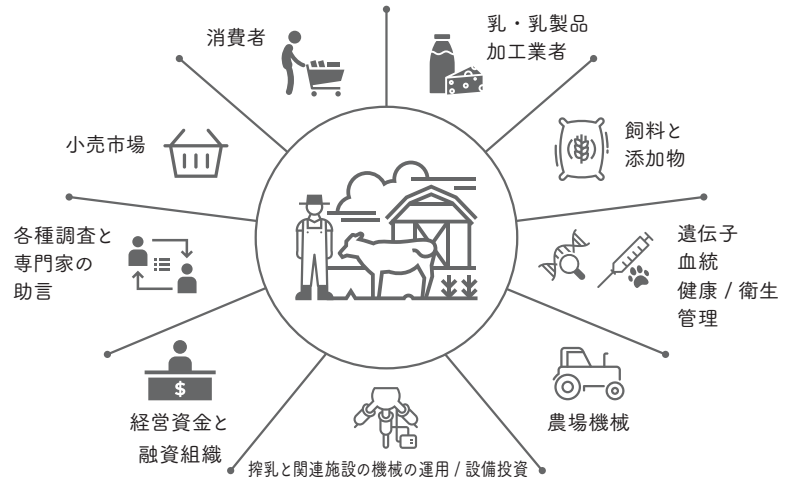 消費者
乳・乳製品
加工業者
小売市場
飼料と
添加物
各種調査と
専門家の
助言
遺伝子
血統
健康 / 衛生
管理
$
経営資金と
融資組織
農場機械
搾乳と関連施設の機械の運用 / 設備投資